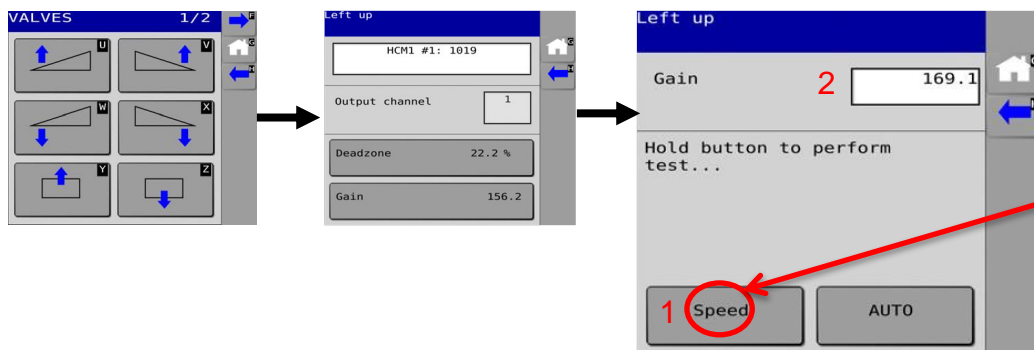 VALVES 1/2 F
U V G
I
W X
Y Z
Left up
G
HCM1 #1: 1019
I
Output channel 1
Deadzone 22.2 %
Gain 156.2
Left up
Gain 2 169.1
Hold button to perform
test...
1 Speed AUTO